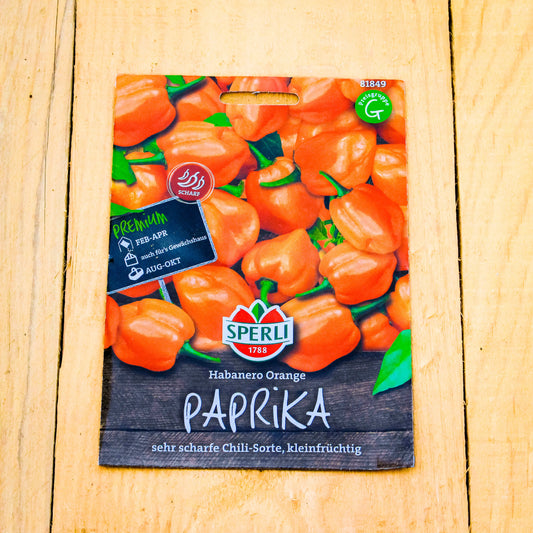 81849
Preisgruppe
G
SCHARF
PREMIUM
FEB-APR
auch für's Gewächshaus
AUG-OKT
SPERLI
1788
Habanero Orange
PAPRIKA
sehr scharfe Chili-Sorte, kleinfrüchtig